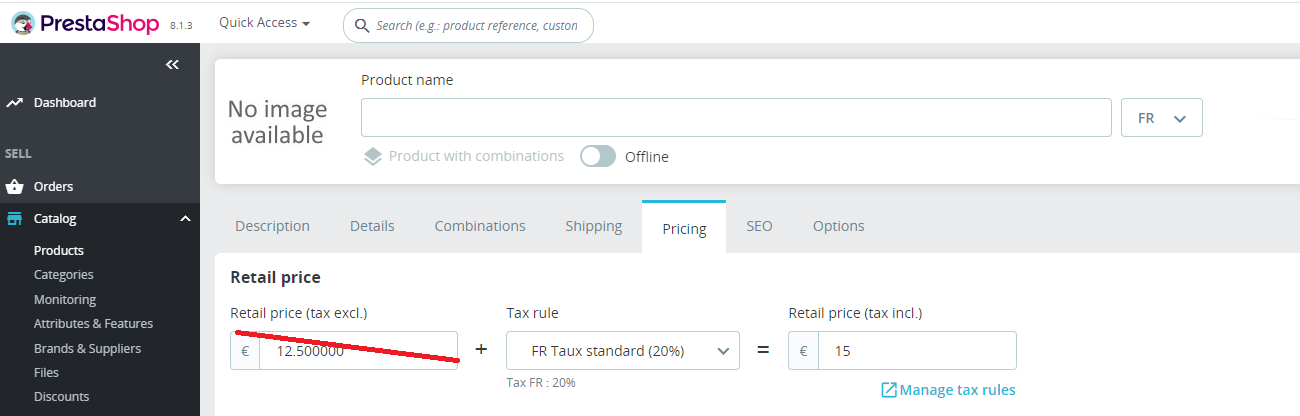 PrestaShop 8.1.3 Quick Access
Search (e.g.: product reference, custon
Dashboard
SELL
Orders
Catalog
Products
Categories
Monitoring
Attributes & Features
Brands & Suppliers
Files
Discounts
No image
available
Product name
FR
Product with combinations Offline
Description Details Combinations Shipping Pricing SEO Options
Retail price
Retail price (tax excl.) Tax rule Retail price (tax incl.)
€ 12.500000 + FR Taux standard (20%) = € 15
Tax FR : 20%
Manage tax rules